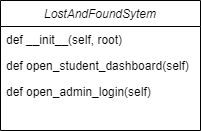 LostAndFoundSytem
def __init__(self, root)
def open_student_dashboard(self)
def open_admin_login(self)